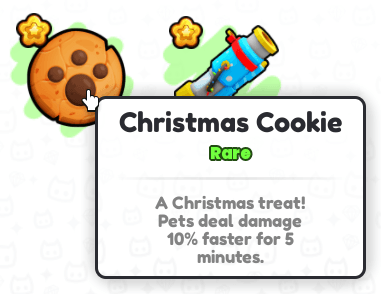 Christmas Cookie
Rare
A Christmas treat!
Pets deal damage
10% faster for 5
minutes.